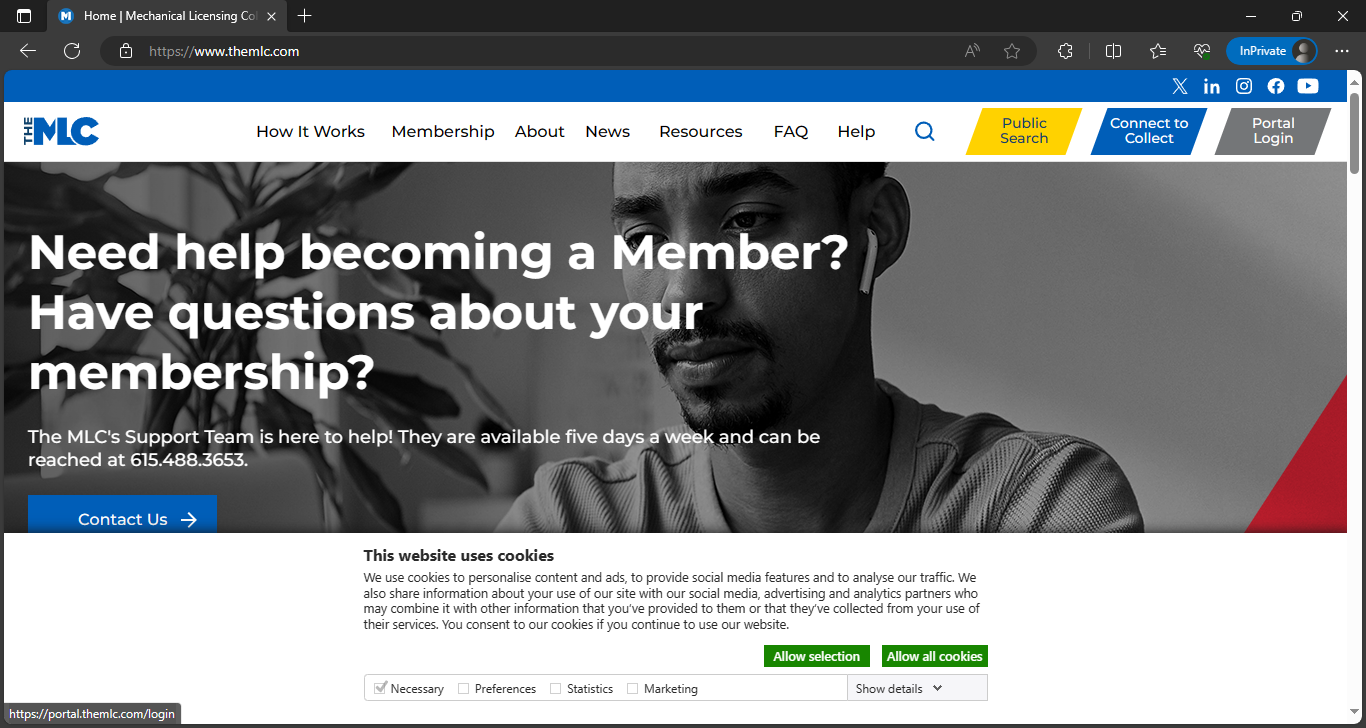 Home | Mechanical Licensing Col
https://www.themlc.com
InPrivate
THE MLC
How It Works
Membership
About
News
Resources
FAQ
Help
Public
Search
Connect to
Collect
Portal
Login
Need help becoming a Member?
Have questions about your
membership?
The MLC's Support Team is here to help! They are available five days a week and can be
reached at 615.488.3653.
Contact Us
This website uses cookies
We use cookies to personalise content and ads, to provide social media features and to analyse our traffic. We
also share information about your use of our site with our social media, advertising and analytics partners who
may combine it with other information that you've provided to them or that they've collected from your use of
their services. You consent to our cookies if you continue to use our website.
Allow selection
Allow all cookies
Necessary
Preferences
Statistics
Marketing
Show details
https://portal.themlc.com/login